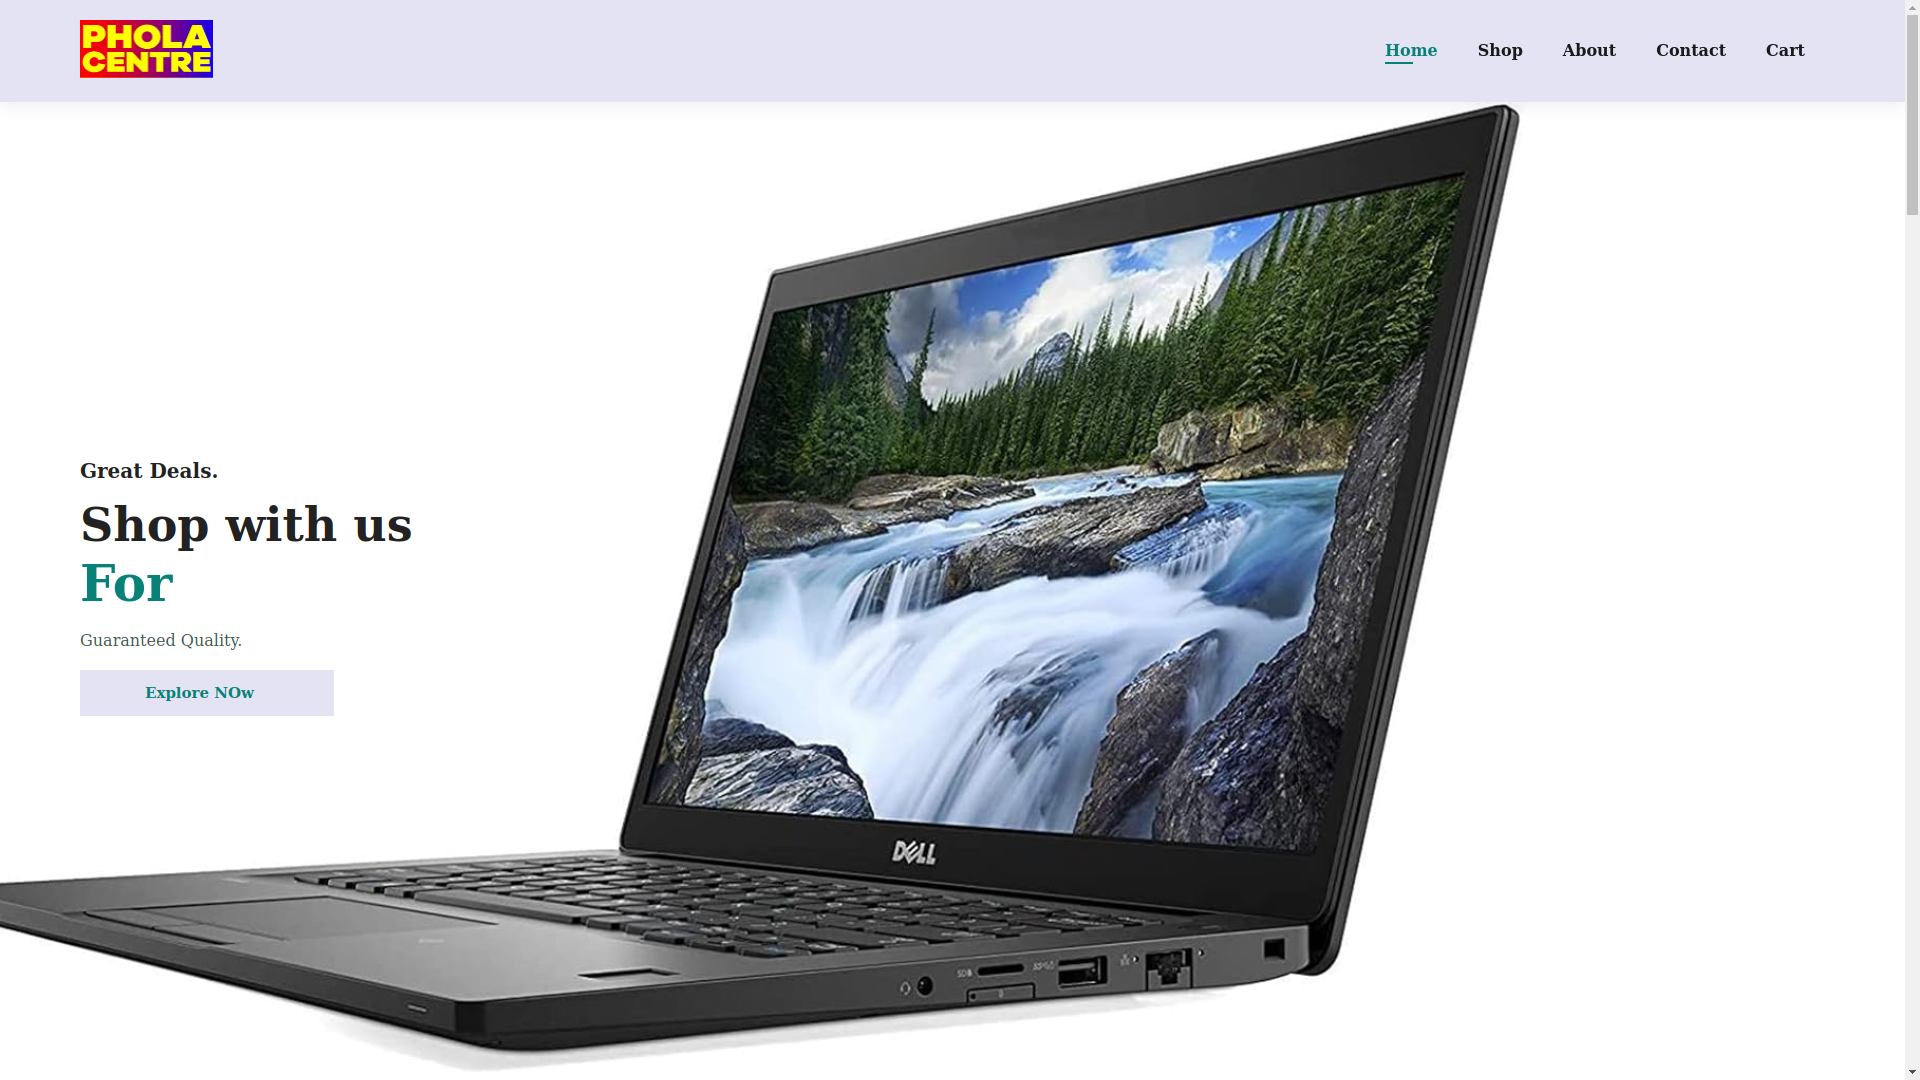 PHOLA
CENTRE
Home
Shop
About
Contact
Cart
Great Deals.
Shop with us
For
Guaranteed Quality.
Explore NOw
DELL